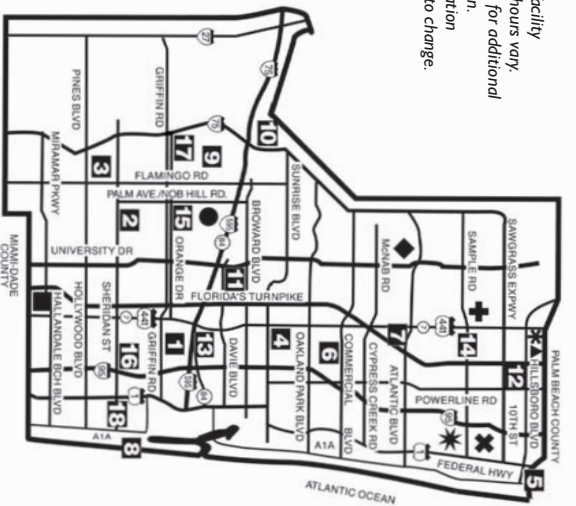 acility
hours vary.
for additional
n.
ation
to change.
27
75
PINES BLVD
GRIFFIN RD
75
10
17
9
3
MIRAMAR PKWY
FLAMINGO RD
SUNRISE BLVD
PALM AVE./NOB HILL RD.
2
15
595
84
BROWARD BLVD
UNIVERSITY DR
ORANGE DR
McNAB RD
SAMPLE RD
SAWGRASS EXPWY
MIAMI-DADE
COUNTY
11
FLORIDA'S TURNPIKE
HALLANDALE BCH BLVD
HOLLYWOOD BLVD
SHERIDAN ST
441
GRIFFIN RD
16
1
13
DAVIE BLVD
4
OAKLAND PARK BLVD
6
COMMERCIAL BLVD
CYPRESS CREEK RD
7
ATLANTIC BLVD
441
14
12
HILLSBORO BLVD
PALM BEACH COUNTY
95
595
84
POWERLINE RD
95
10TH ST
18
1
A1A
8
A1A
1
FEDERAL HWY
5
ATLANTIC OCEAN